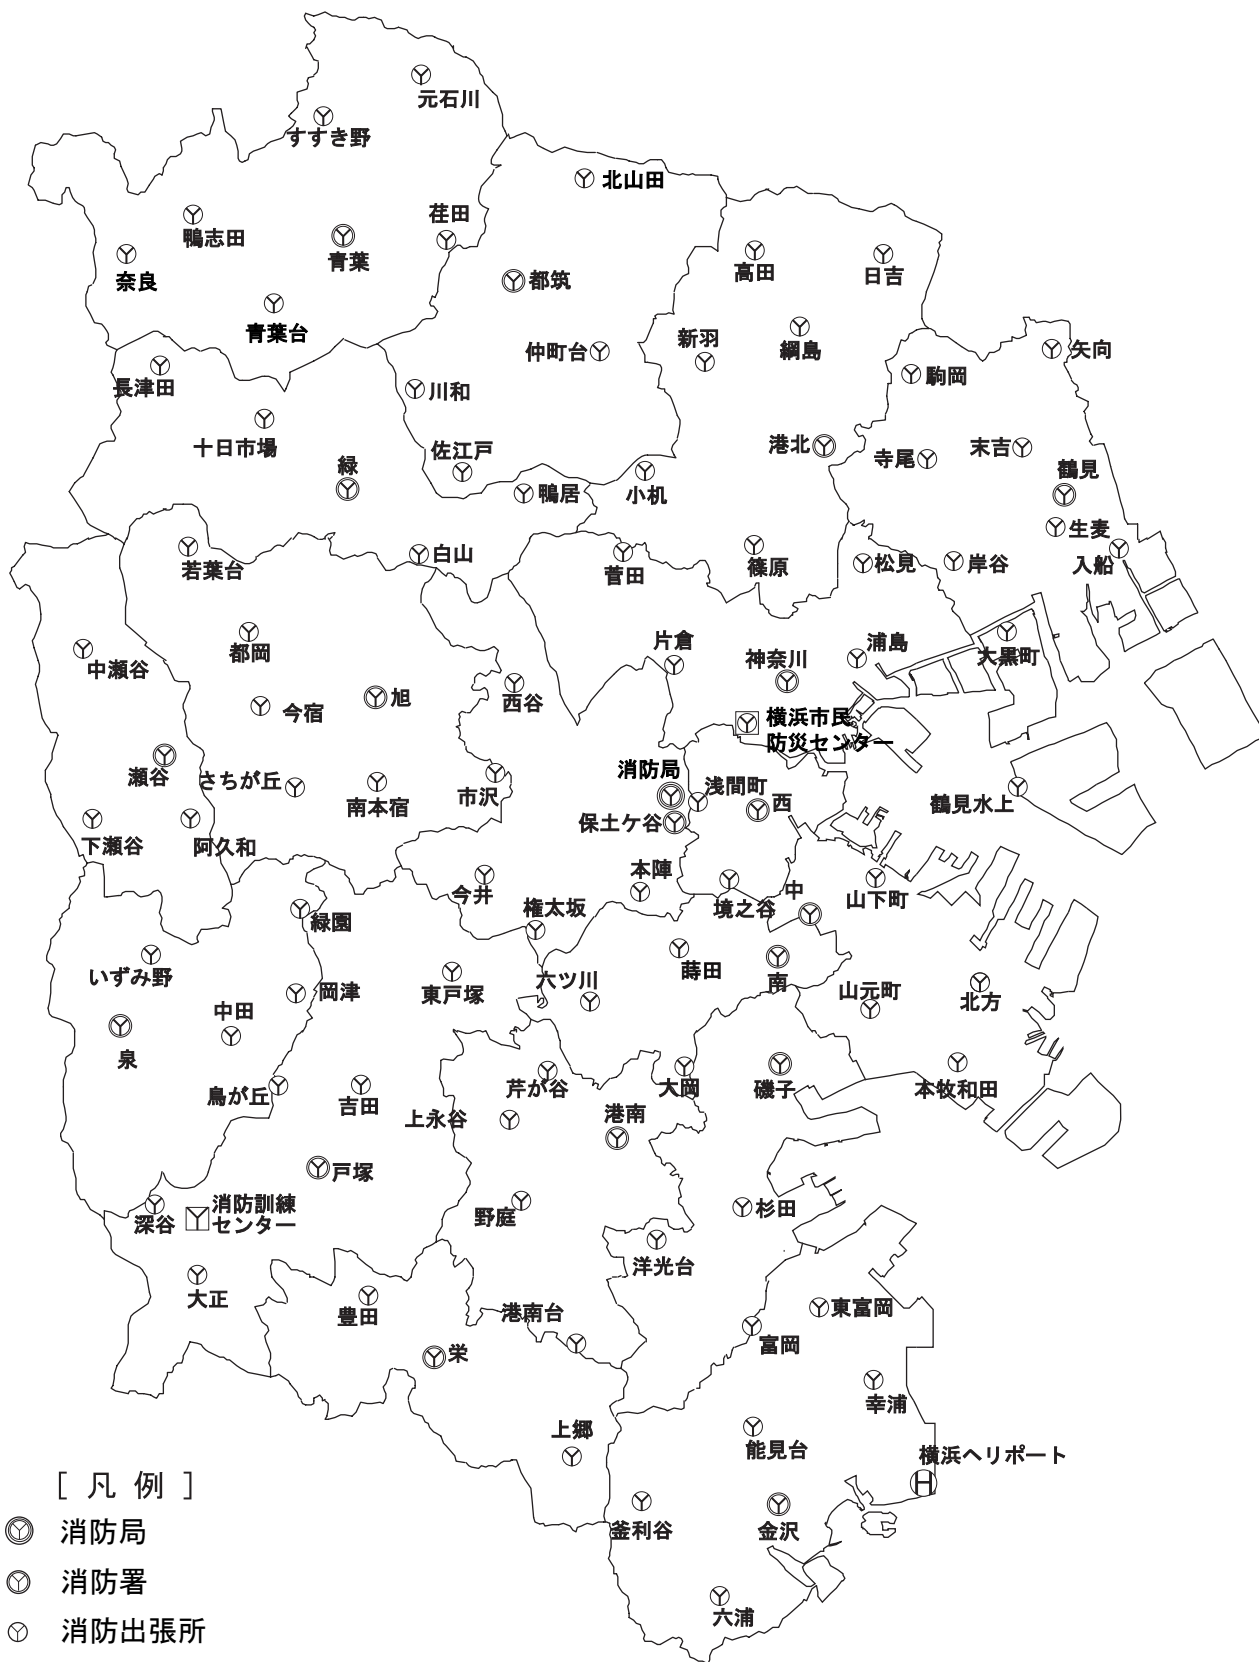 元石川
すすき野
北山田
荏田
鴨志田
青葉
奈良
高田
日吉
都筑
青葉台
新羽
綱島
仲町台
矢向
駒岡
長津田
川和
十日市場
港北
寺尾
末吉
佐江戸
緑
鶴見
鴨居
小机
生麦
白山
若葉台
菅田
篠原
松見
岸谷
入船
都岡
片倉
浦島
大黒町
中瀬谷
神奈川
西谷
旭
今宿
横浜市民
防災センター
瀬谷
消防局
さちが丘
南本宿
市沢
浅間町
西
鶴見水上
保土ケ谷
下瀬谷
阿久和
本陣
今井
中
境之谷
山下町
権太坂
緑園
いずみ野
蒔田
六ツ川
南
岡津
東戸塚
山元町
北方
中田
泉
鳥が丘
吉田
芹が谷
大岡
磯子
本牧和田
上永谷
港南
戸塚
消防訓練
センター
深谷
野庭
杉田
洋光台
大正
豊田
港南台
東富岡
富岡
栄
幸浦
上郷
能見台
横浜ヘリポート
H
釜利谷
金沢
六浦
[ 凡 例 ]
消防局
消防署
消防出張所